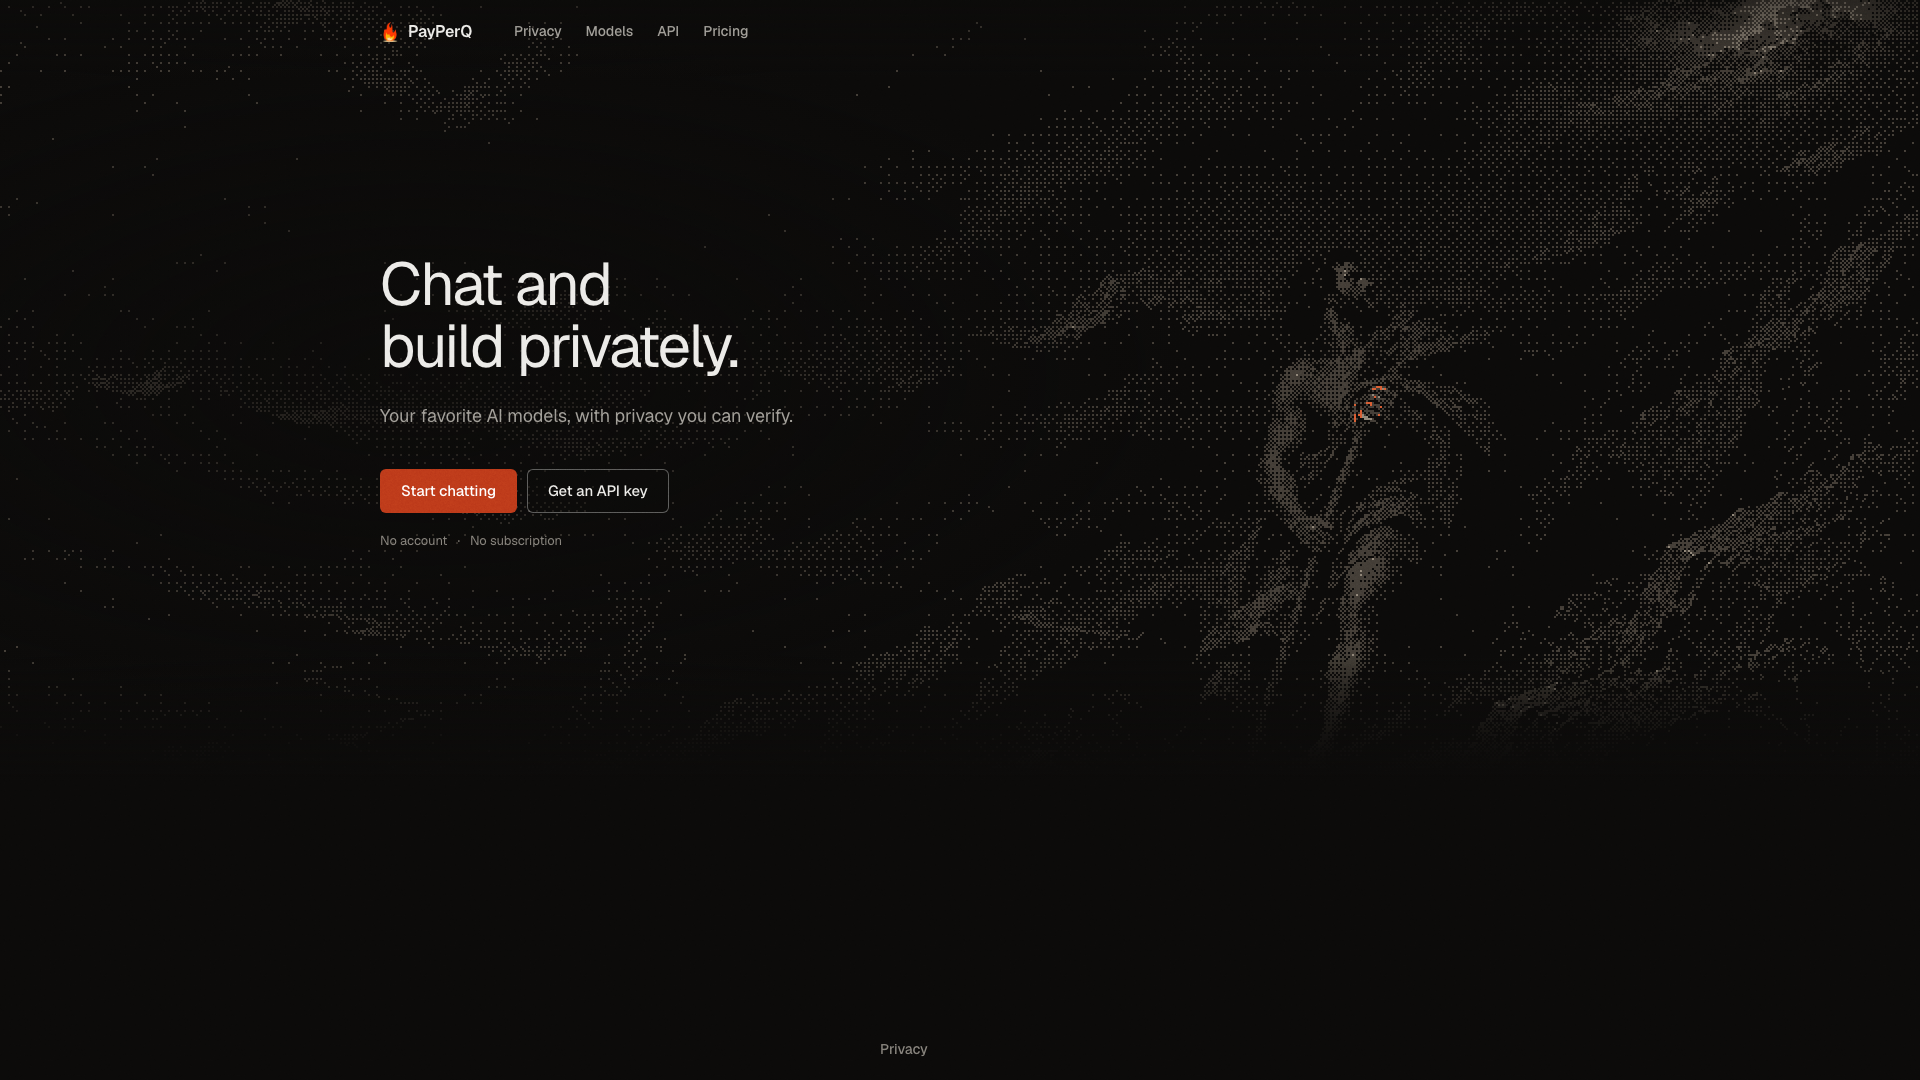 PayPerQ
Privacy
Models
API
Pricing
Chat and
build privately.
Your favorite AI models, with privacy you can verify.
Start chatting
Get an API key
No account · No subscription
Privacy